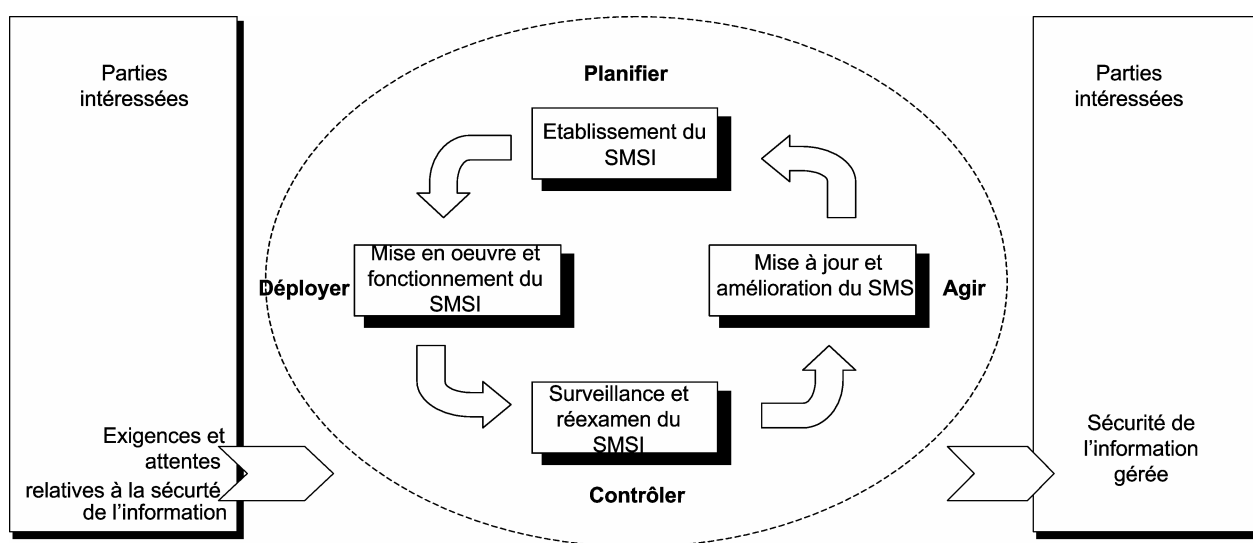 Parties
intéressées
Exigences et
attentes
relatives à la sécurté
de l'information
Planifier
Etablissement du
SMSI
Déployer
Mise en oeuvre et
fonctionnement du
SMSI
Mise à jour et
amélioration du SMS
Agir
Surveillance et
réexamen du
SMSI
Contrôler
Parties
intéressées
Sécurité de
l'information
gérée